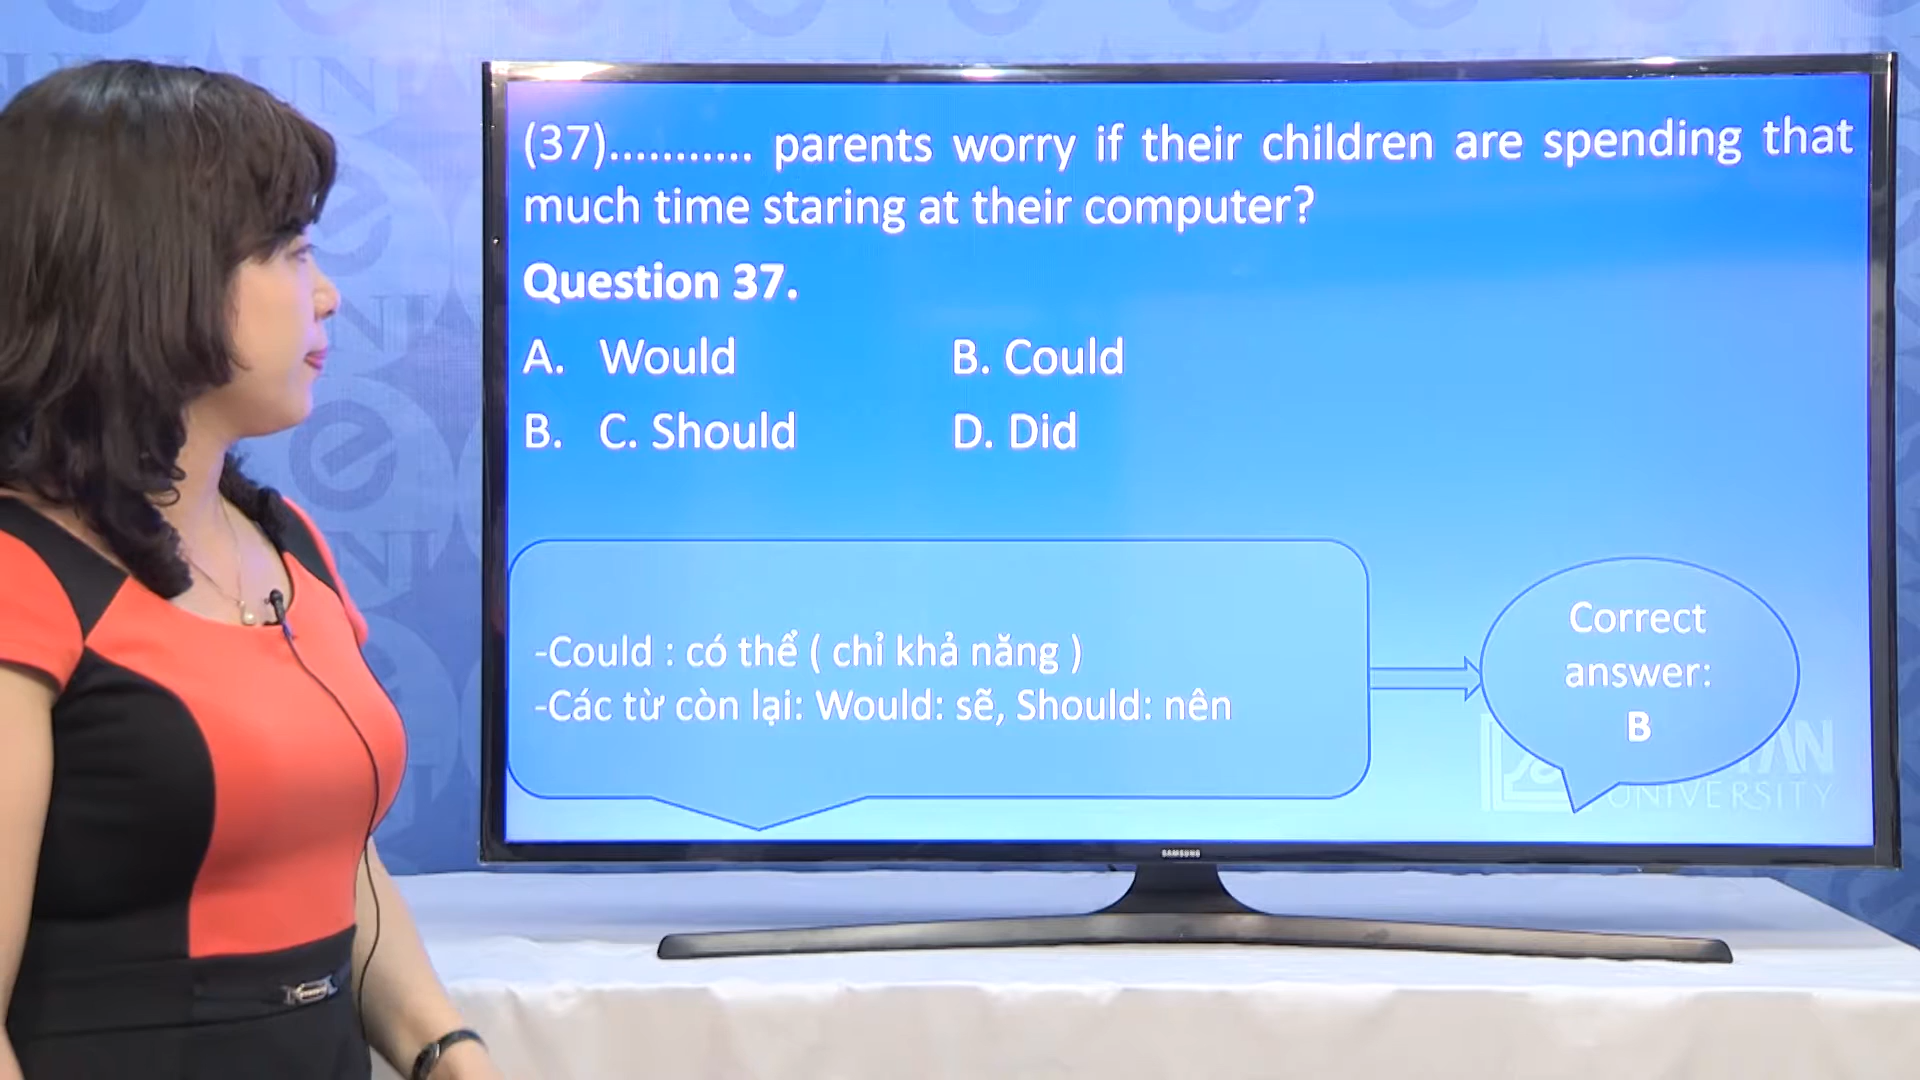 (37)........... parents worry if their children are spending that
much time staring at their computer?
Question 37.
A. Would B. Could
B. C. Should D. Did
-Could : có thể ( chỉ khả năng )
-Các từ còn lại: Would: sẽ, Should: nên
Correct
answer:
B
UNIVERSITY
SAMSUNG